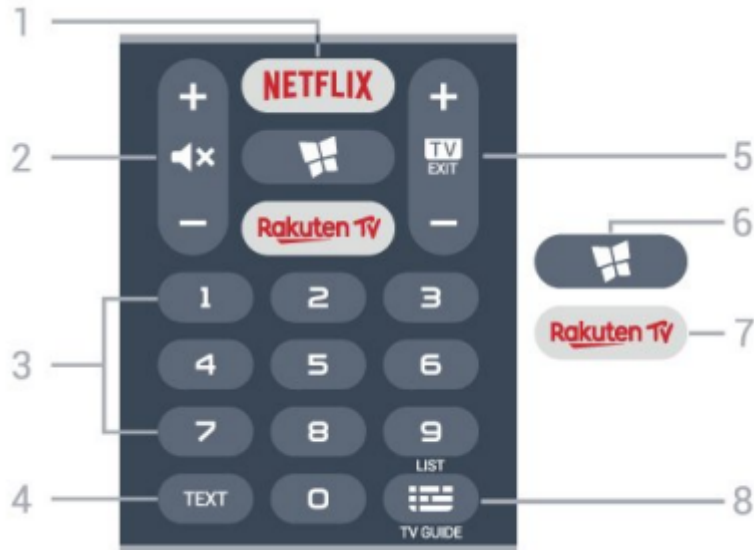 1
NETFLIX
+ +
2 TV 5
EXIT
6
- -
Rakuten TV
1 2 3
Rakuten TV 7
3 4 5 6
7 8 9
LIST
4 TEXT 0 8
TV GUIDE